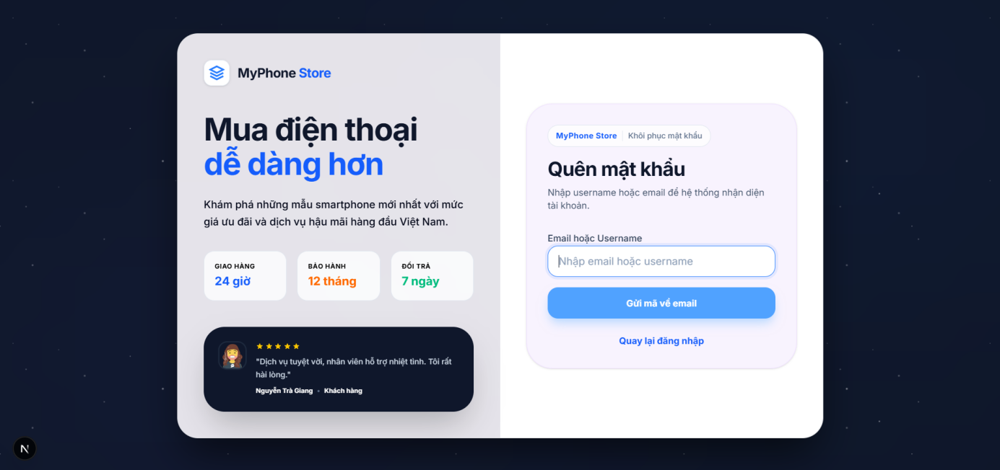 MyPhone Store
Mua điện thoại
dễ dàng hơn
Khám phá những mẫu smartphone mới nhất với mức
giá ưu đãi và dịch vụ hậu mãi hàng đầu Việt Nam.
GIAO HÀNG
24 giờ
BẢO HÀNH
12 tháng
ĐỔI TRẢ
7 ngày
"Dịch vụ tuyệt vời, nhân viên hỗ trợ nhiệt tình. Tôi rất
hài lòng."
Nguyễn Trà Giang • Khách hàng
MyPhone Store | Khôi phục mật khẩu
Quên mật khẩu
Nhập username hoặc email để hệ thống nhận diện
tài khoản.
Email hoặc Username
Nhập email hoặc username
Gửi mã về email
Quay lại đăng nhập
N